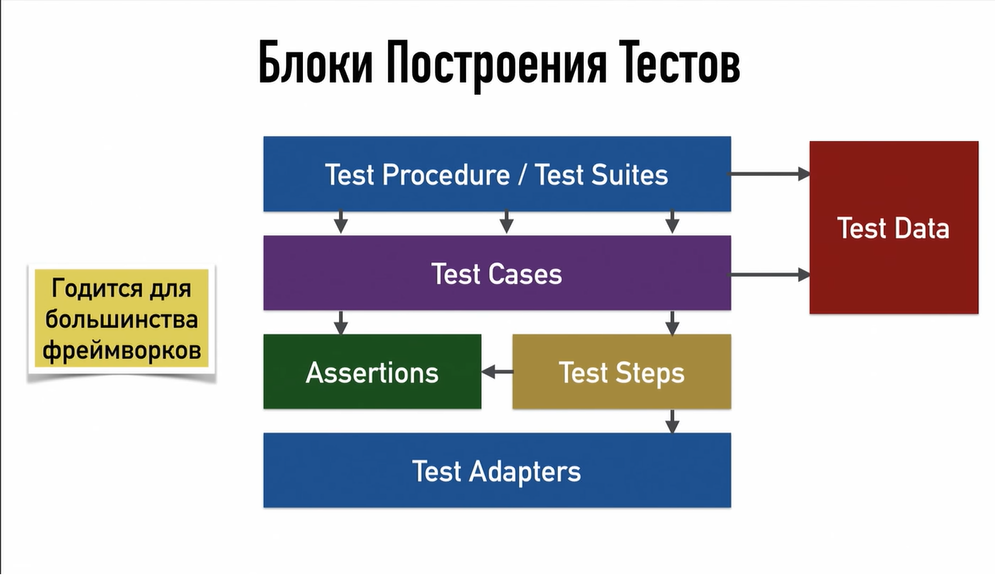 Блоки Построения Тестов
Test Procedure / Test Suites
Test Data
Test Cases
Годится для
большинства
фреймворков
Assertions
Test Steps
Test Adapters